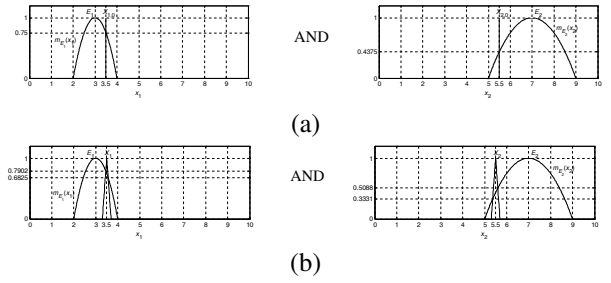 E1 X1,0
1
0.75
mE1(x1)
0 1 2 3 3.5 4 5 6 7 8 9 10
x1
AND
X2,0 E2
1
0.4375
mE2(x2)
0 1 2 3 4 5 5.5 6 7 8 9 10
x2
(a)
E1 X1
1
0.7902
0.6825
mE1(x1)
0 1 2 3 3.5 4 5 6 7 8 9 10
x1
AND
X2 E2
1
0.5088
0.3331
mE2(x2)
0 1 2 3 4 5 5.5 6 7 8 9 10
x2
(b)